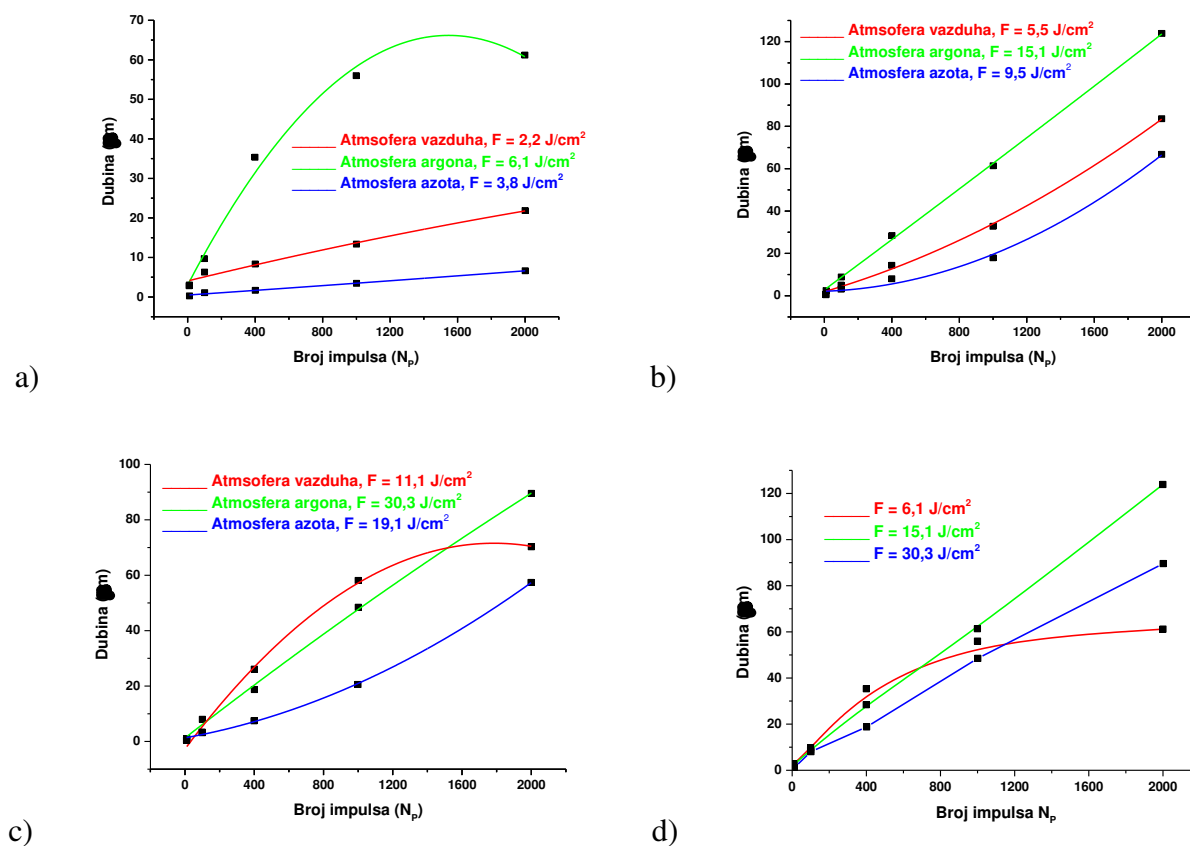 70
60
50
40
30
20
10
0
Dubina m)
Atmsofera vazduha, F = 2,2 J/cm²
Atmosfera argona, F = 6,1 J/cm²
Atmosfera azota, F = 3,8 J/cm²
0 400 800 1200 1600 2000
Broj impulsa (Nₚ)
a)
120
100
80
60
40
20
0
Dubina m)
Atmsofera vazduha, F = 5,5 J/cm²
Atmosfera argona, F = 15,1 J/cm²
Atmosfera azota, F = 9,5 J/cm²
0 400 800 1200 1600 2000
Broj impulsa (Nₚ)
b)
100
80
60
40
20
0
Dubina m)
Atmsofera vazduha, F = 11,1 J/cm²
Atmosfera argona, F = 30,3 J/cm²
Atmosfera azota, F = 19,1 J/cm²
0 400 800 1200 1600 2000
Broj impulsa (Nₚ)
c)
120
100
80
60
40
20
0
Dubina m)
F = 6,1 J/cm²
F = 15,1 J/cm²
F = 30,3 J/cm²
0 400 800 1200 1600 2000
Broj impulsa Nₚ
d)